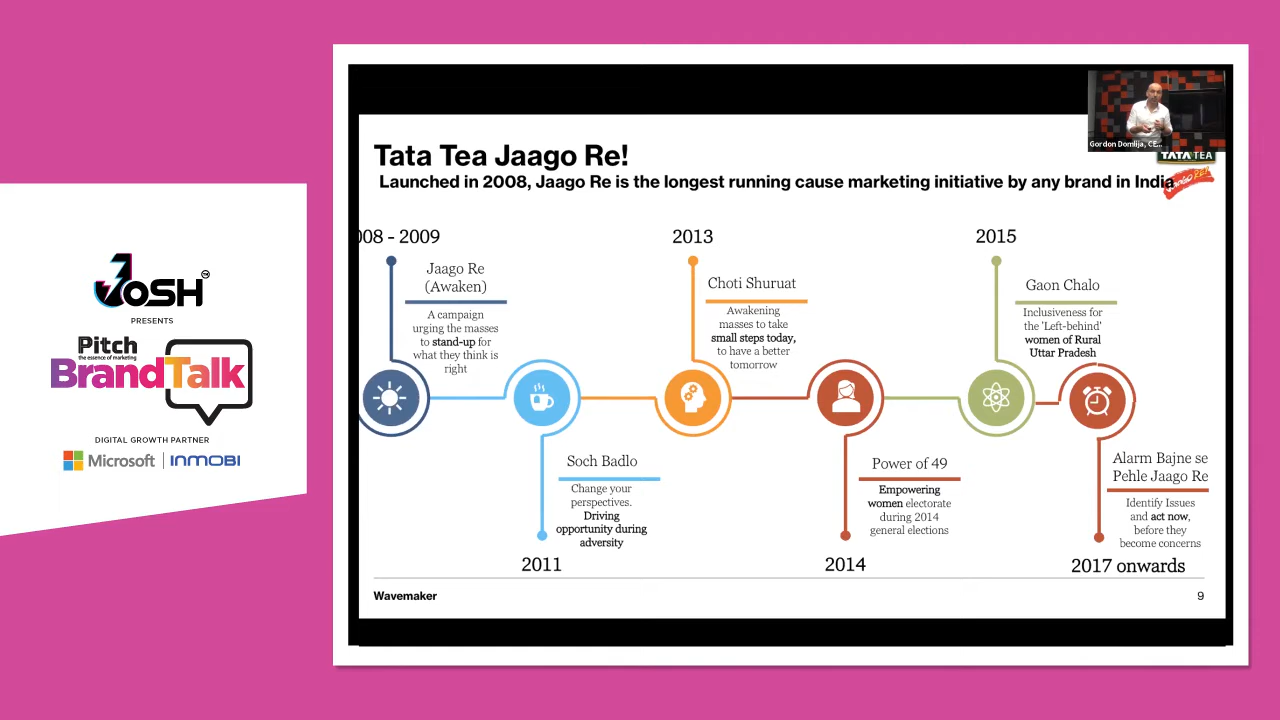 JOSH
PRESENTS
Pitch
the essence of marketing
BrandTalk
DIGITAL GROWTH PARTNER
Microsoft | INMOBI
Gordon Domlija, CE...
TATA TEA
JAAGO RE!
Tata Tea Jaago Re!
Launched in 2008, Jaago Re is the longest running cause marketing initiative by any brand in India
08 - 2009
Jaago Re
(Awaken)
A campaign
urging the masses
to stand-up for
what they think is
right
Soch Badlo
Change your
perspectives.
Driving
opportunity during
adversity
2011
2013
Choti Shuruat
Awakening
masses to take
small steps today,
to have a better
tomorrow
Power of 49
Empowering
women electorate
during 2014
general elections
2014
2015
Gaon Chalo
Inclusiveness for
the 'Left-behind'
women of Rural
Uttar Pradesh
Alarm Bajne se
Pehle Jaago Re
Identify Issues
and act now,
before they
become concerns
2017 onwards
Wavemaker
9